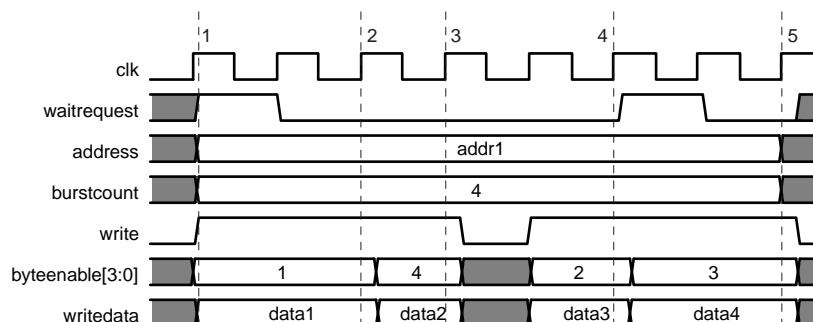 1 2 3 4 5
clk
waitrequest
address addr1
burstcount 4
write
byteenable[3:0] 1 4 2 3
writedata data1 data2 data3 data4